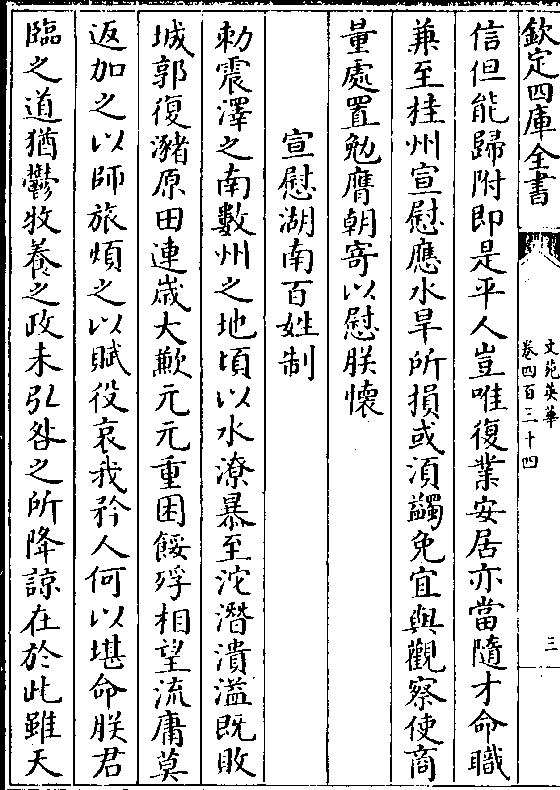 欽定四庫全書
文苑英華
卷四百三十四
三
信但能歸附即是平人豈唯復業安居亦當隨才命職
兼至桂州宣慰應水旱所損或須蠲免宜與觀察使商
量處置勉膺朝寄以慰朕懷
宣慰湖南百姓制
勅震澤之南數州之地頃以水潦暴至沱潛潰溢既敗
城郭復瀦原田連歲大歉元元重困餒殍相望流庸莫
返加之以師旅煩之以賦役哀我矜人何以堪命朕君
臨之道猶鬱牧養之政未弘咎之所降諒在於此雖天